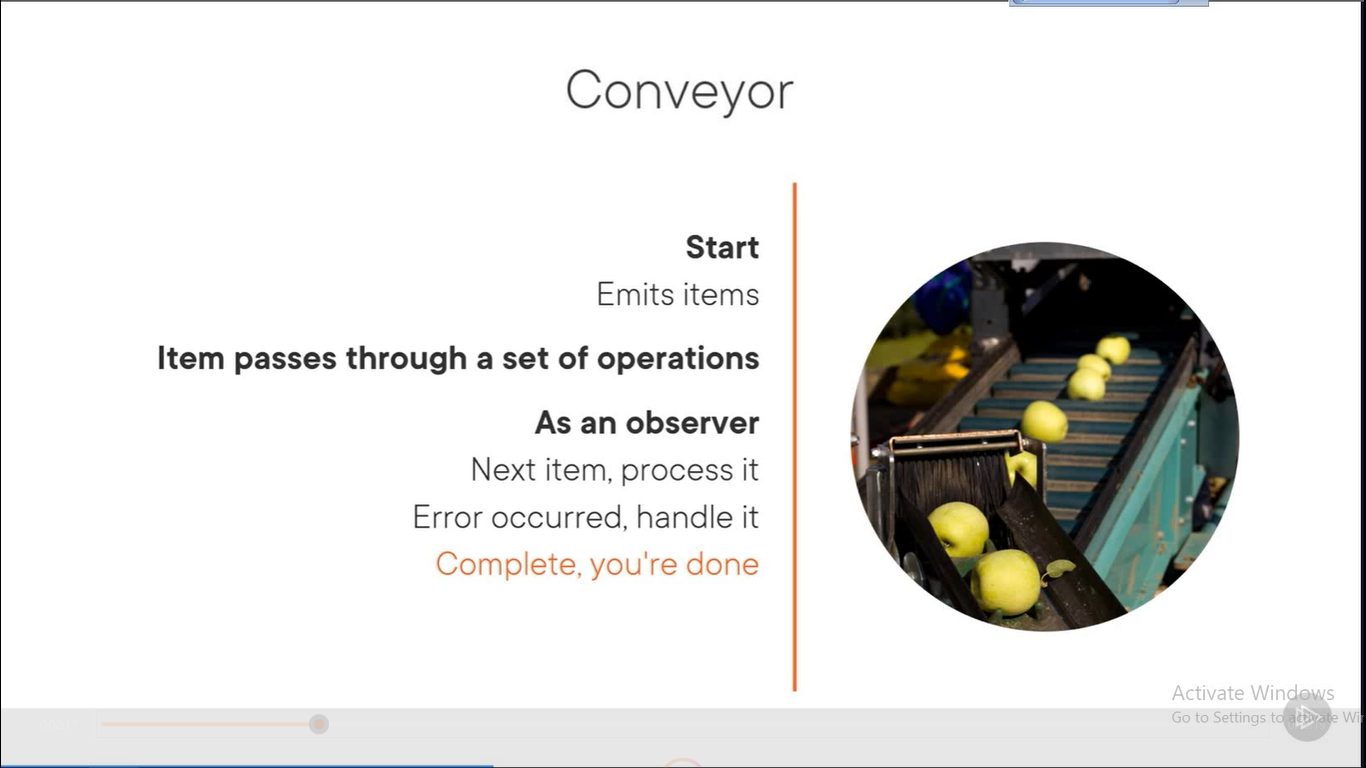 Conveyor
Start
Emits items
Item passes through a set of operations
As an observer
Next item, process it
Error occurred, handle it
Complete, you're done
Activate Windows
Go to Settings to activate